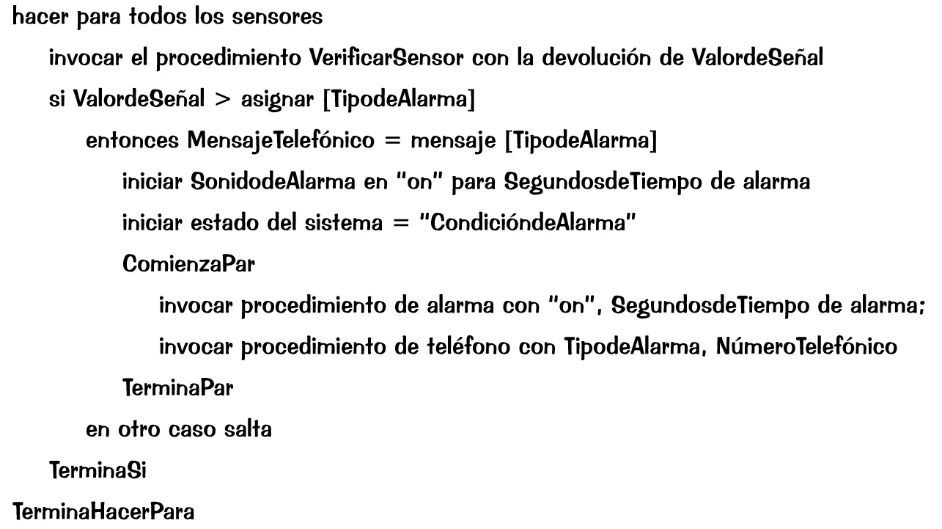 hacer para todos los sensores
invocar el procedimiento VerificarSensor con la devolución de ValordeSeñal
si ValordeSeñal > asignar [TipodeAlarma]
entonces MensajeTelefónico = mensaje [TipodeAlarma]
iniciar SonidodeAlarma en "on" para SegundosdeTiempo de alarma
iniciar estado del sistema = "CondicióndeAlarma"
ComienzaPar
invocar procedimiento de alarma con "on", SegundosdeTiempo de alarma;
invocar procedimiento de teléfono con TipodeAlarma, NúmeroTelefónico
TerminaPar
en otro caso salta
TerminaSi
TerminaHacerPara